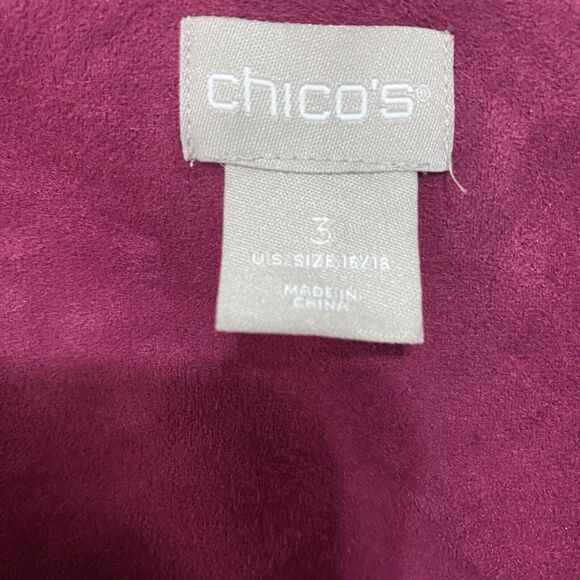 chico's®
3
U.S. SIZE 16/18
MADE IN
CHINA